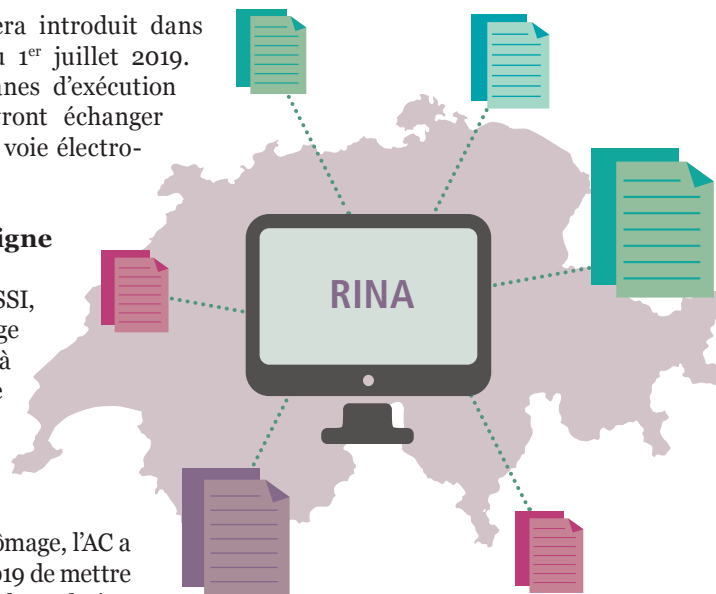 era introduit dans
u 1er juillet 2019.
nes d’exécution
ront échanger
voie électro-
igne
SSI,
ge
à
e
RINA
ômage, l’AC a
019 de mettre